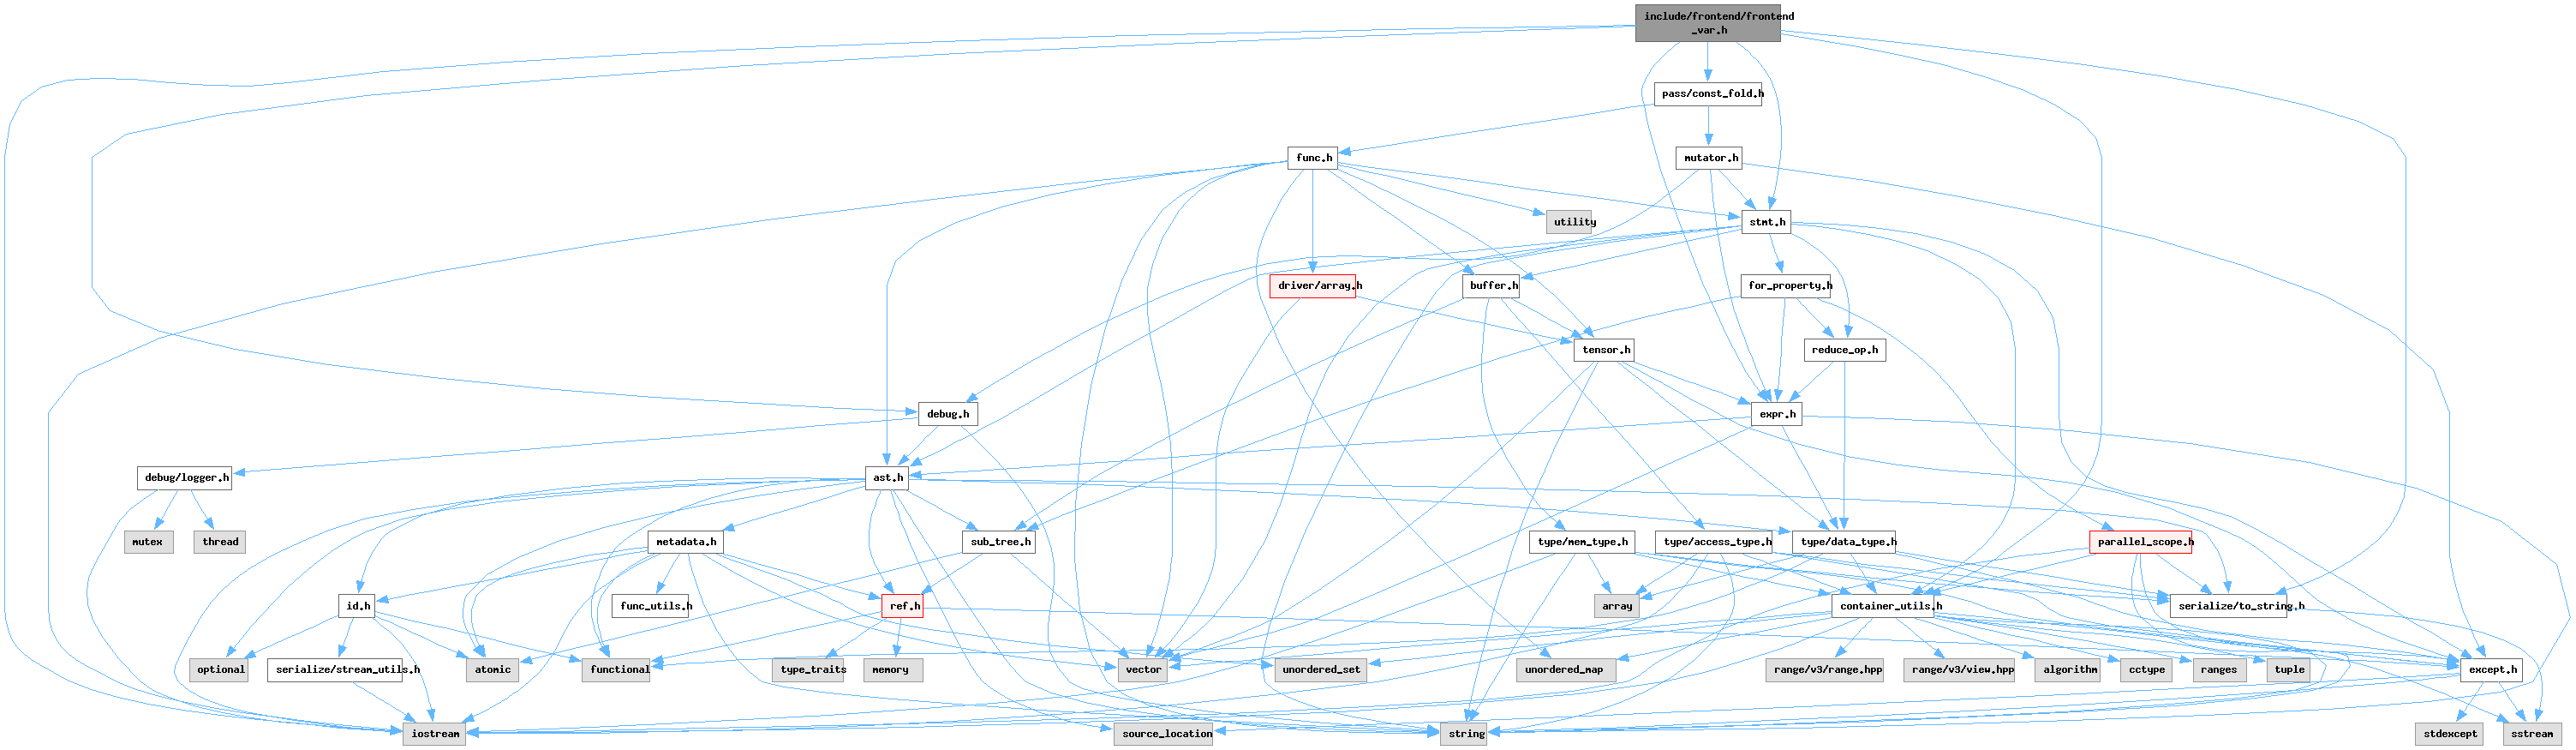 include/frontend/frontend
_var.h
pass/const_fold.h
func.h
mutator.h
utility
stmt.h
driver/array.h
buffer.h
for_property.h
tensor.h
reduce_op.h
debug.h
expr.h
debug/logger.h
ast.h
mutex
thread
metadata.h
sub_tree.h
type/mem_type.h
type/access_type.h
type/data_type.h
parallel_scope.h
id.h
func_utils.h
ref.h
array
container_utils.h
serialize/to_string.h
optional
serialize/stream_utils.h
atomic
functional
type_traits
memory
vector
unordered_set
unordered_map
range/v3/range.hpp
range/v3/view.hpp
algorithm
cctype
ranges
tuple
except.h
iostream
source_location
string
stdexcept
sstream